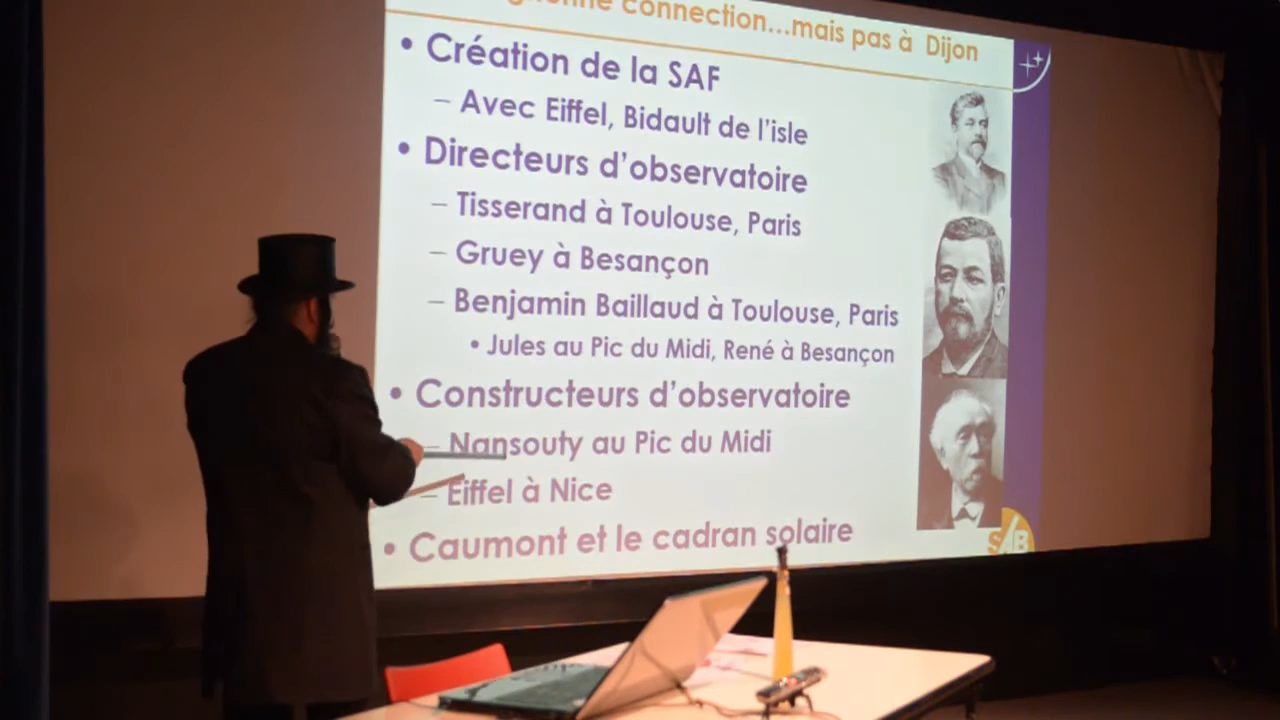 connection...mais pas à Dijon
• Création de la SAF
– Avec Eiffel, Bidault de l'isle
• Directeurs d'observatoire
– Tisserand à Toulouse, Paris
– Gruey à Besançon
– Benjamin Baillaud à Toulouse, Paris
• Jules au Pic du Midi, René à Besançon
• Constructeurs d'observatoire
– Nansouty au Pic du Midi
– Eiffel à Nice
• Caumont et le cadran solaire
SAB